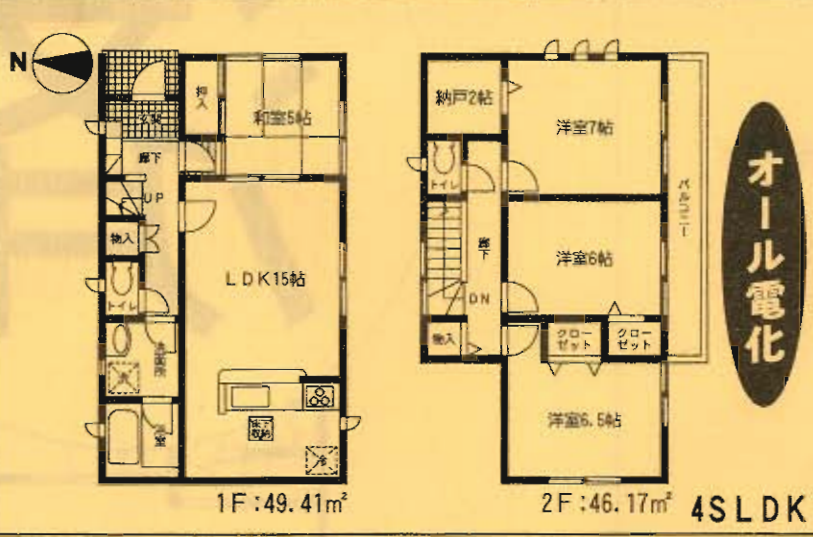 N
押入
和室5帖
玄関
廊下
UP
物入
トイレ
LDK15帖
洗面所
洗
浴室
床下
収納
冷
1F:49.41㎡
納戸2帖
洋室7帖
トイレ
廊下
バルコニー
洋室6帖
DN
物入
クロー
ゼット
クロー
ゼット
洋室6.5帖
2F:46.17㎡
4SLDK
オール電化